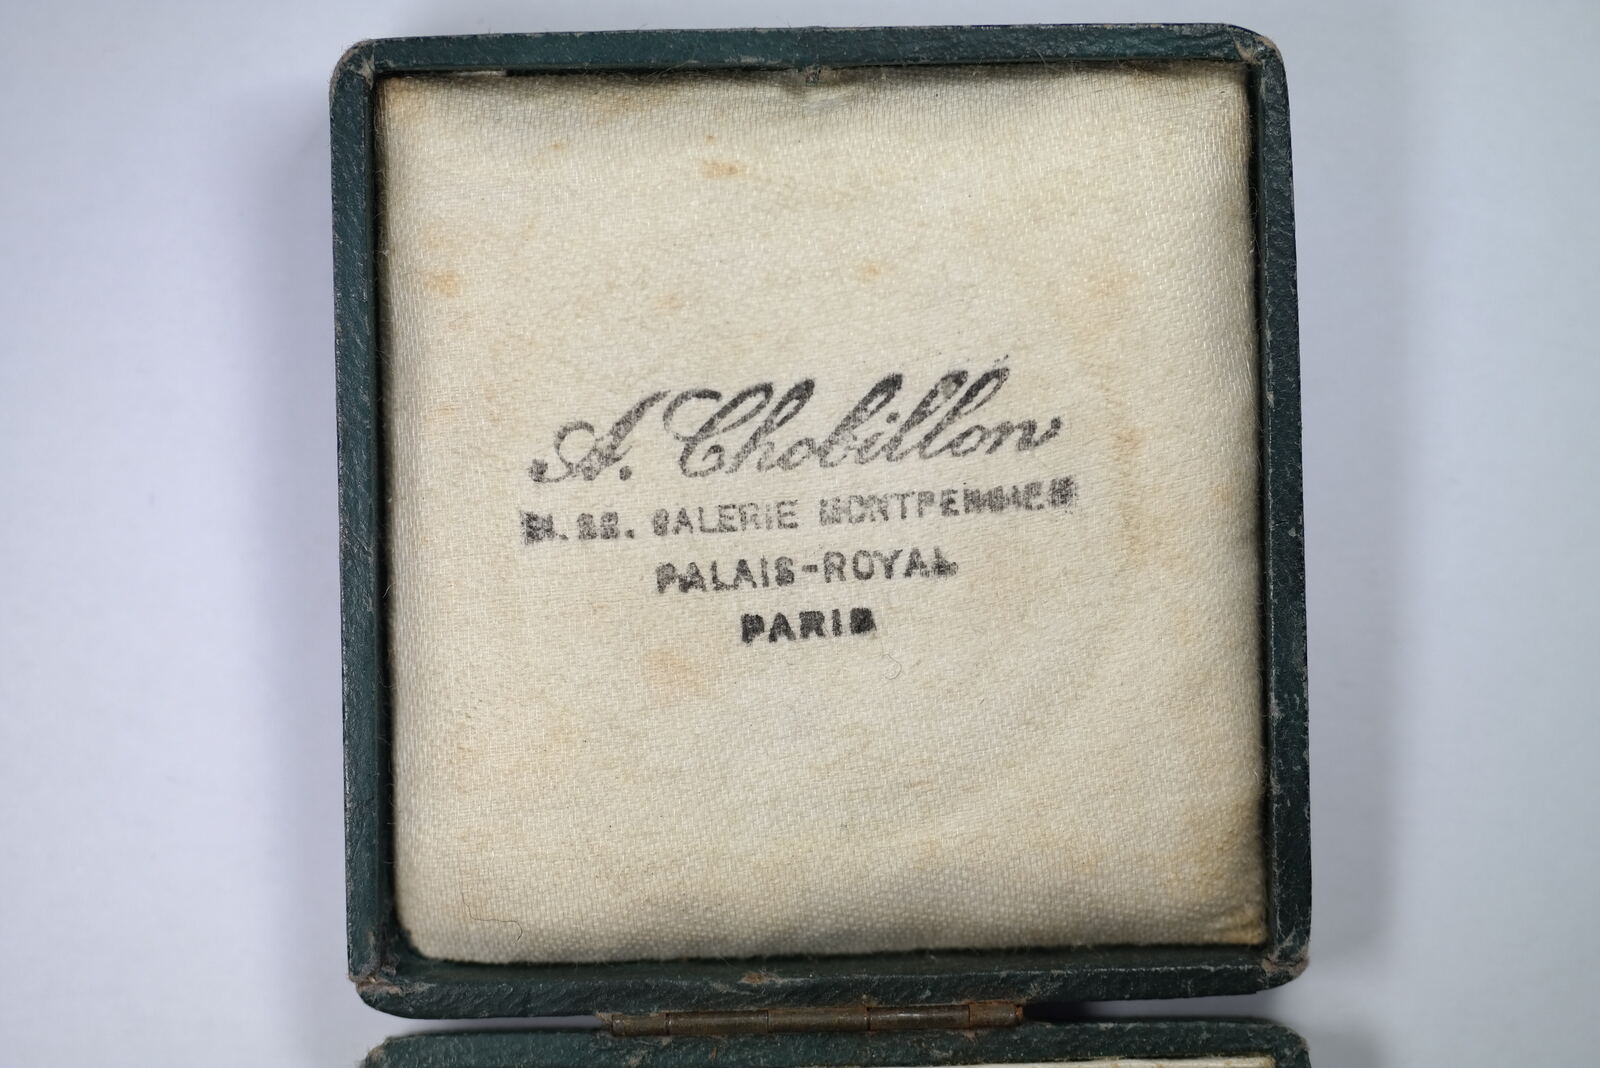 A. Chobillon
GALERIE MONTPENSIER
PALAIS-ROYAL
PARIS